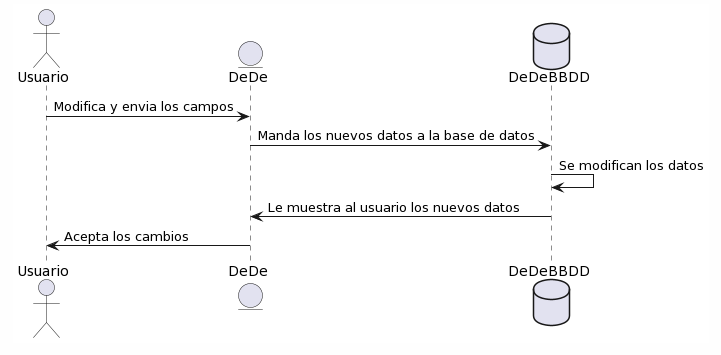 Usuario
DeDe
DeDeBBDD
Modifica y envia los campos
Manda los nuevos datos a la base de datos
Se modifican los datos
Le muestra al usuario los nuevos datos
Acepta los cambios
Usuario
DeDe
DeDeBBDD